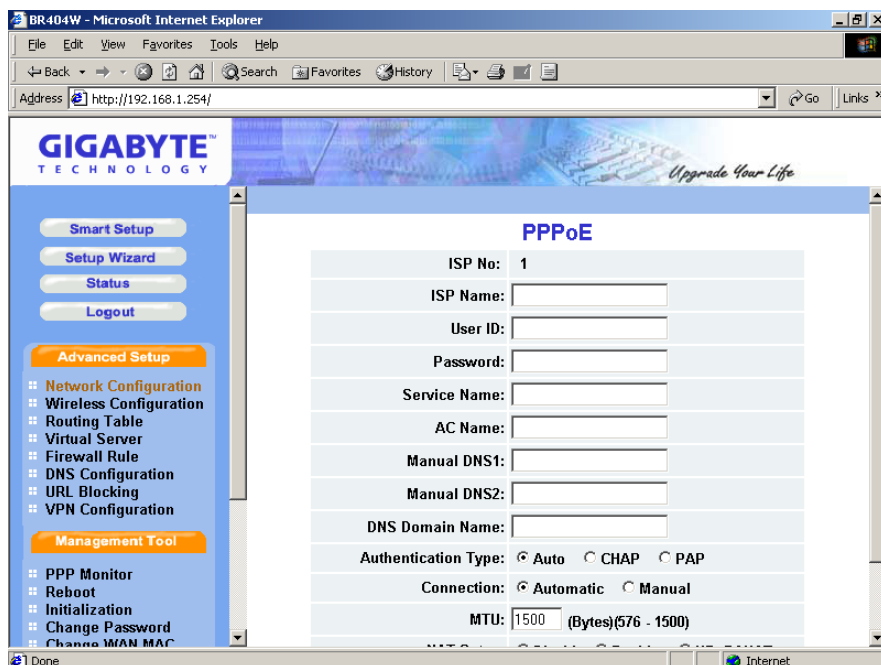 BR404W - Microsoft Internet Explorer
File Edit View Favorites Tools Help
Back Search Favorites History
Address http://192.168.1.254/ Go Links »
GIGABYTE™
TECHNOLOGY
Upgrade Your Life
Smart Setup
Setup Wizard
Status
Logout
Advanced Setup
Network Configuration
Wireless Configuration
Routing Table
Virtual Server
Firewall Rule
DNS Configuration
URL Blocking
VPN Configuration
Management Tool
PPP Monitor
Reboot
Initialization
Change Password
Change WAN MAC
PPPoE
ISP No: 1
ISP Name:
User ID:
Password:
Service Name:
AC Name:
Manual DNS1:
Manual DNS2:
DNS Domain Name:
Authentication Type: Auto CHAP PAP
Connection: Automatic Manual
MTU: 1500 (Bytes)(576 - 1500)
Done Internet